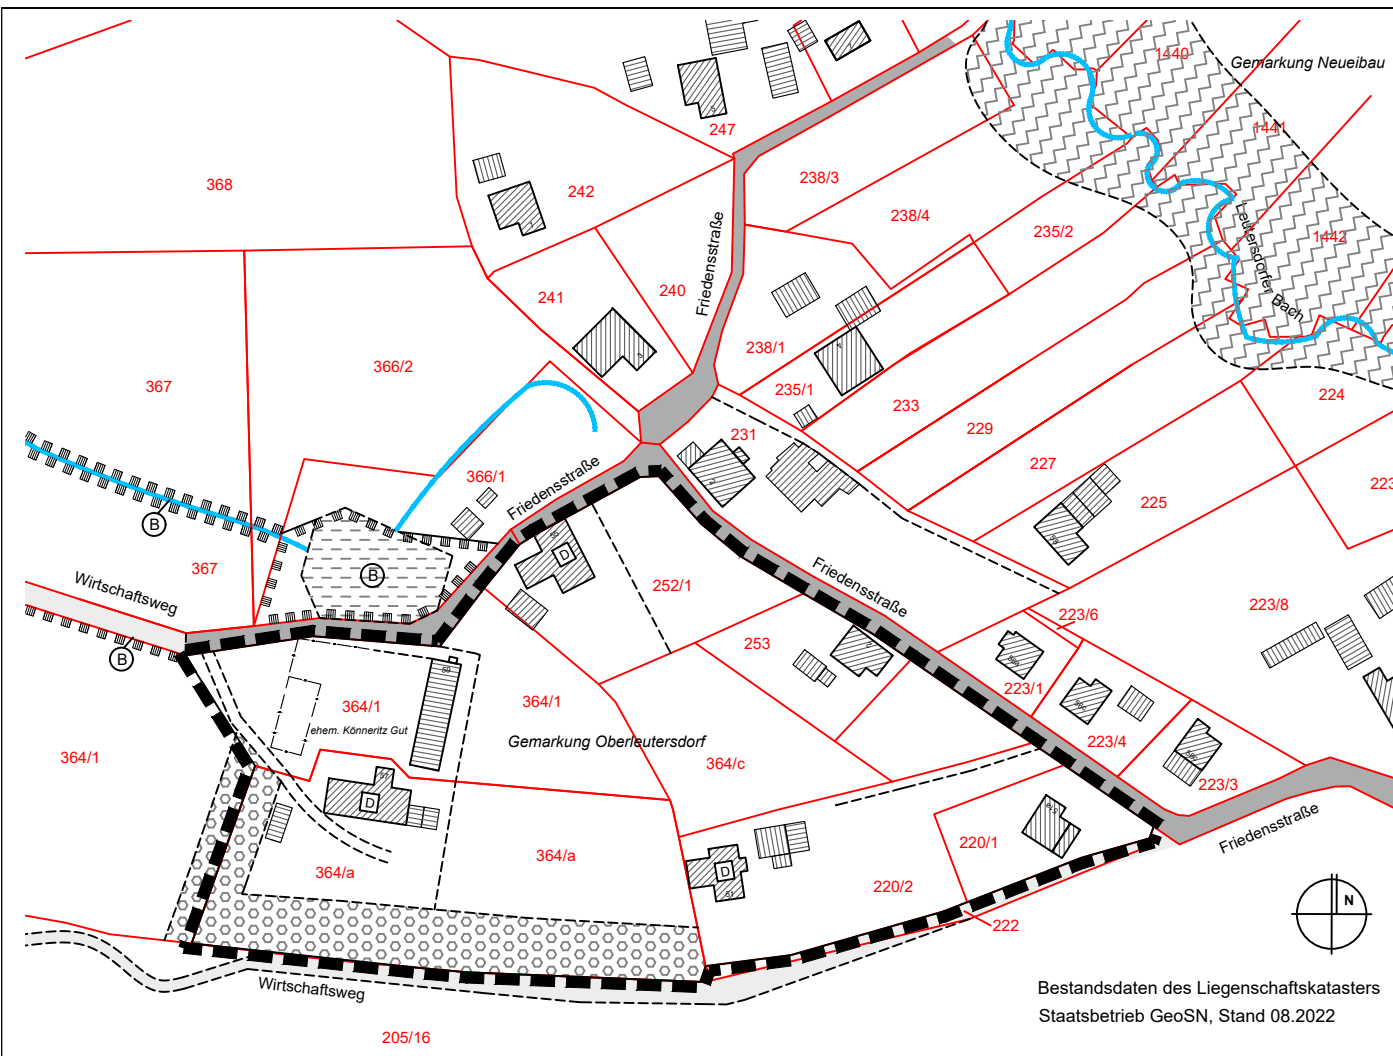 1440
Gemarkung Neueibau
247
1441
368
242
238/3
238/4
235/2
1442
Leutersdorfer
Bach
Friedensstraße
241
240
238/1
366/2
367
235/1
233
224
231
229
227
223
366/1
225
Friedensstraße
B
D
367
B
Wirtschaftsweg
252/1
Friedensstraße
223/6
223/8
B
253
223/1
364/1
364/1
ehem. Könneritz Gut
Gemarkung Oberleutersdorf
223/4
364/1
364/c
223/3
D
Friedensstraße
220/1
364/a
364/a
D
220/2
N
222
Wirtschaftsweg
Bestandsdaten des Liegenschaftskatasters
Staatsbetrieb GeoSN, Stand 08.2022
205/16